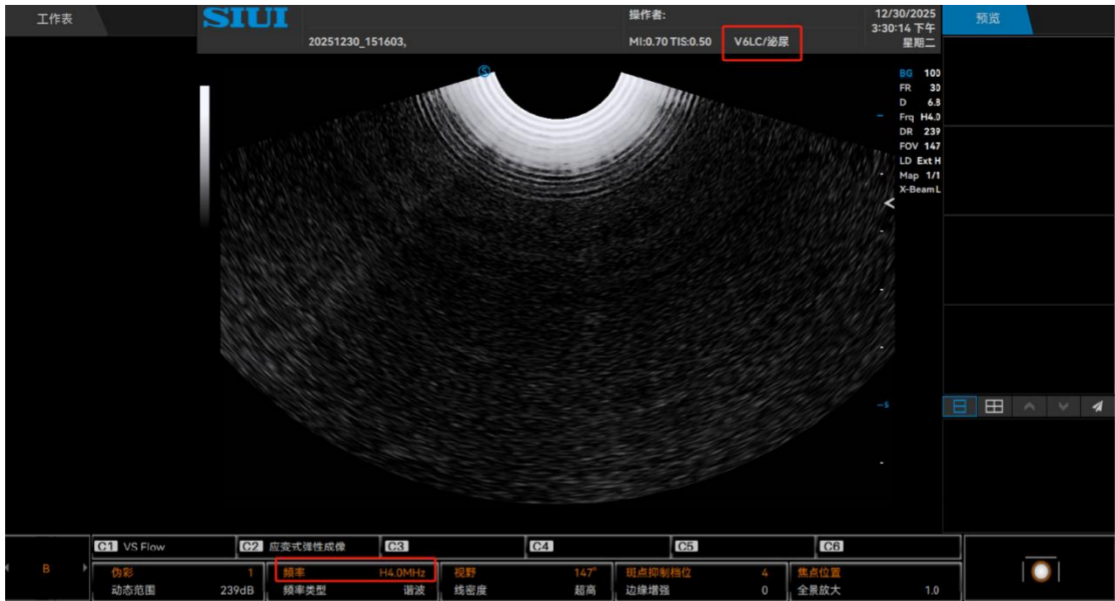 工作表
SIUI
20251230_151603,
操作者:
MI:0.70 TIS:0.50
V6LC/泌尿
12/30/2025
3:30:14 下午
星期二
预览
BG 100
FR 30
D 6.8
Frq H4.0
DR 239
FOV 147
LD Ext H
Map 1/1
X-Beam L
5
C1 VS Flow
C2 应变式弹性成像
C3
C4
C5
C6
B
伪彩 1
频率 H4.0MHz
视野 147°
斑点抑制档位 4
焦点位置
动态范围 239dB
频率类型 谐波
线密度 超高
边缘增强 0
全景放大 1.0